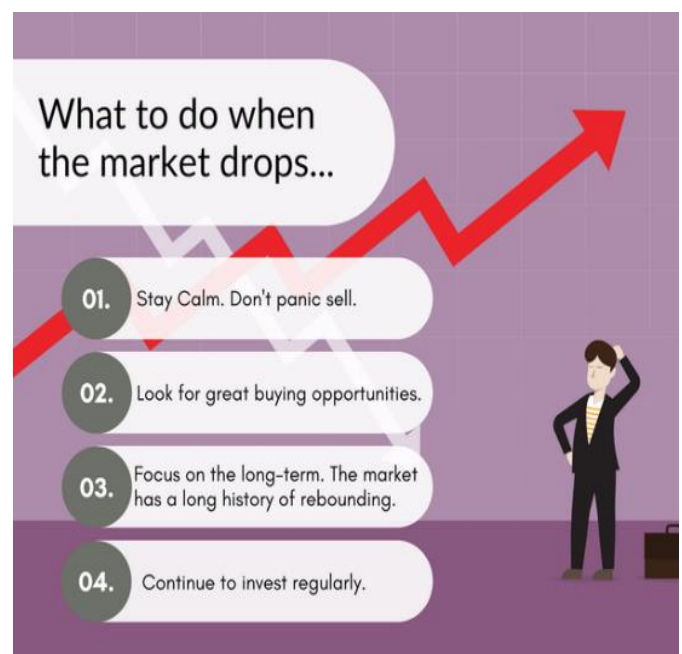 What to do when
the market drops...
01. Stay Calm. Don't panic sell.
02. Look for great buying opportunities.
03. Focus on the long-term. The market
has a long history of rebounding.
04. Continue to invest regularly.